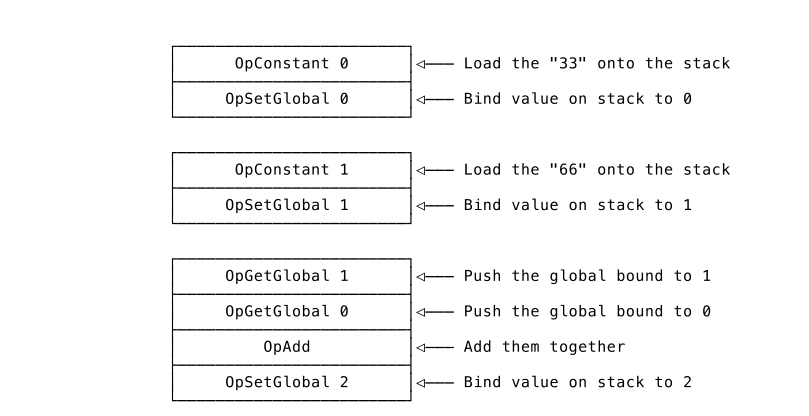 OpConstant 0 Load the "33" onto the stack
OpSetGlobal 0 Bind value on stack to 0
OpConstant 1 Load the "66" onto the stack
OpSetGlobal 1 Bind value on stack to 1
OpGetGlobal 1 Push the global bound to 1
OpGetGlobal 0 Push the global bound to 0
OpAdd Add them together
OpSetGlobal 2 Bind value on stack to 2